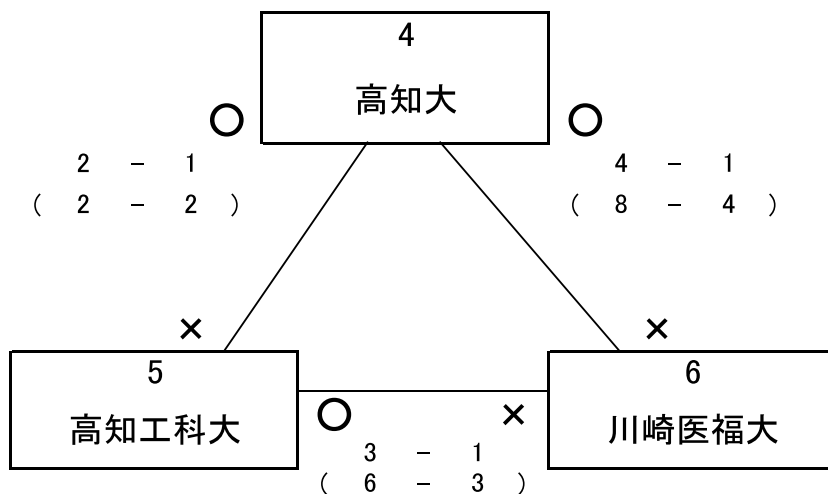 4
高知大
○ ○
2 － 1 4 － 1
( 2 － 2 ) ( 8 － 4 )
× ×
5 6
高知工科大 川崎医福大
○ ×
3 － 1
( 6 － 3 )